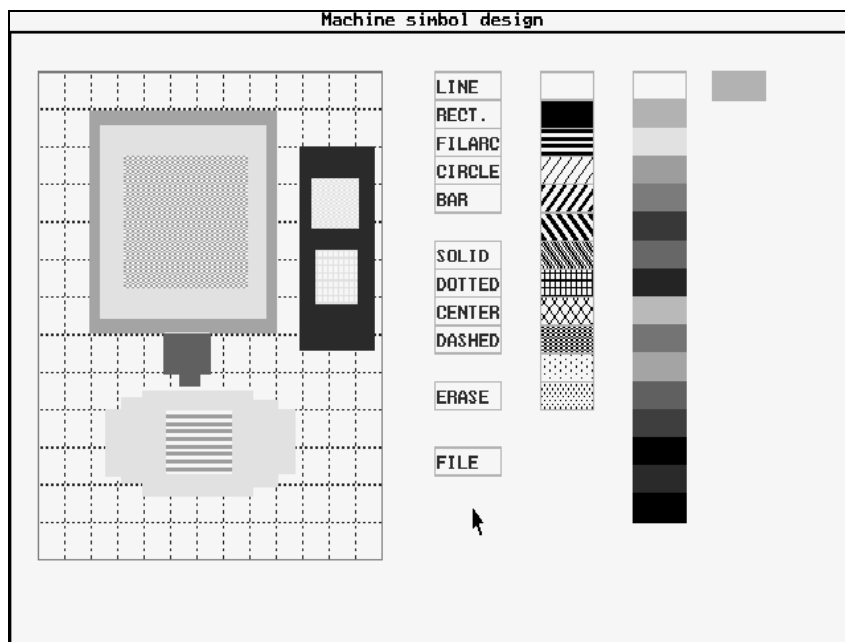 Machine simbol design
LINE
RECT.
FILARC
CIRCLE
BAR
SOLID
DOTTED
CENTER
DASHED
ERASE
FILE